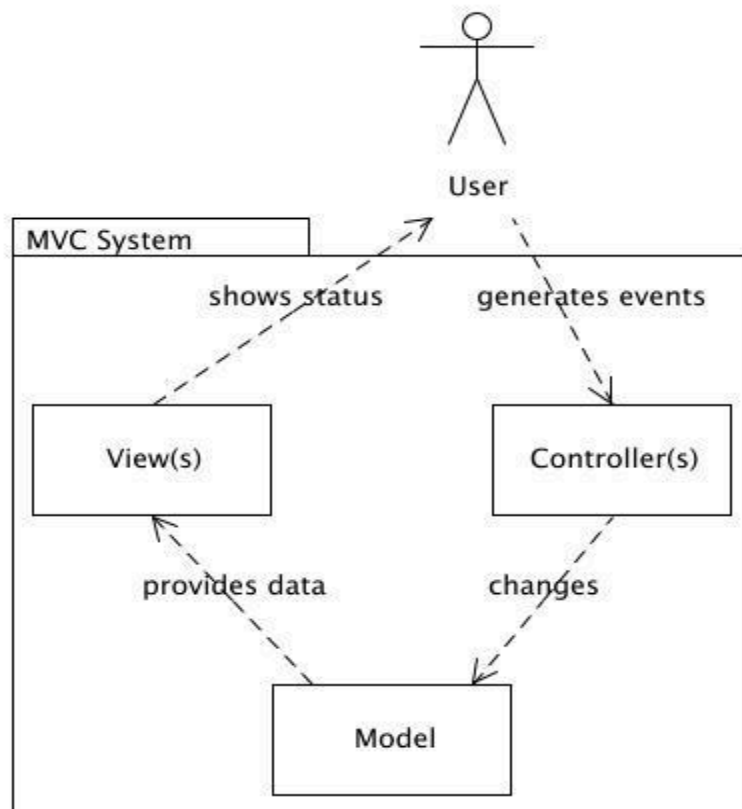 User
MVC System
shows status
generates events
View(s)
Controller(s)
provides data
changes
Model